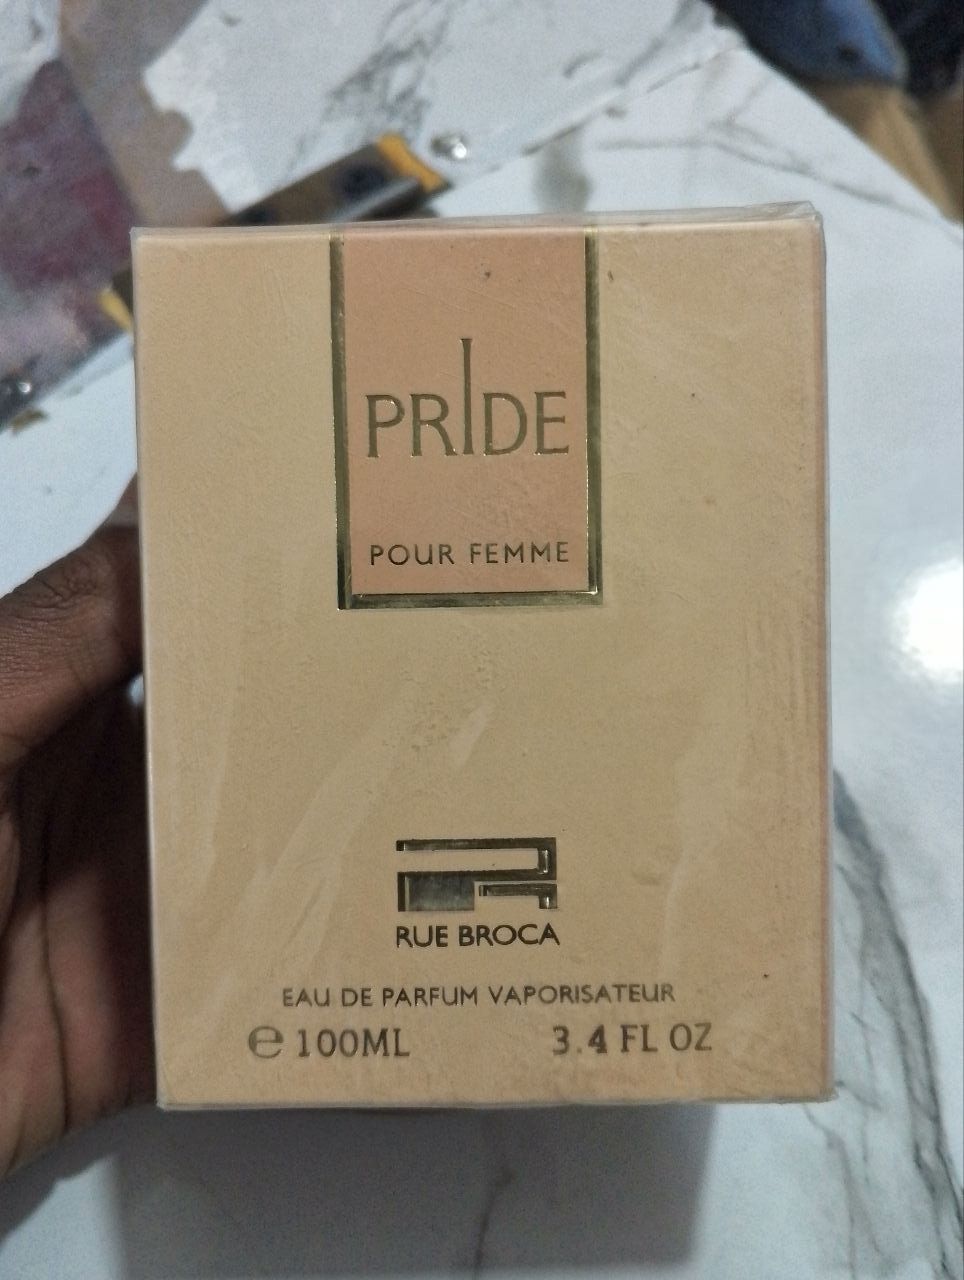 PRIDE
POUR FEMME
RUE BROCA
EAU DE PARFUM VAPORISATEUR
℮ 100ML 3.4 FL OZ